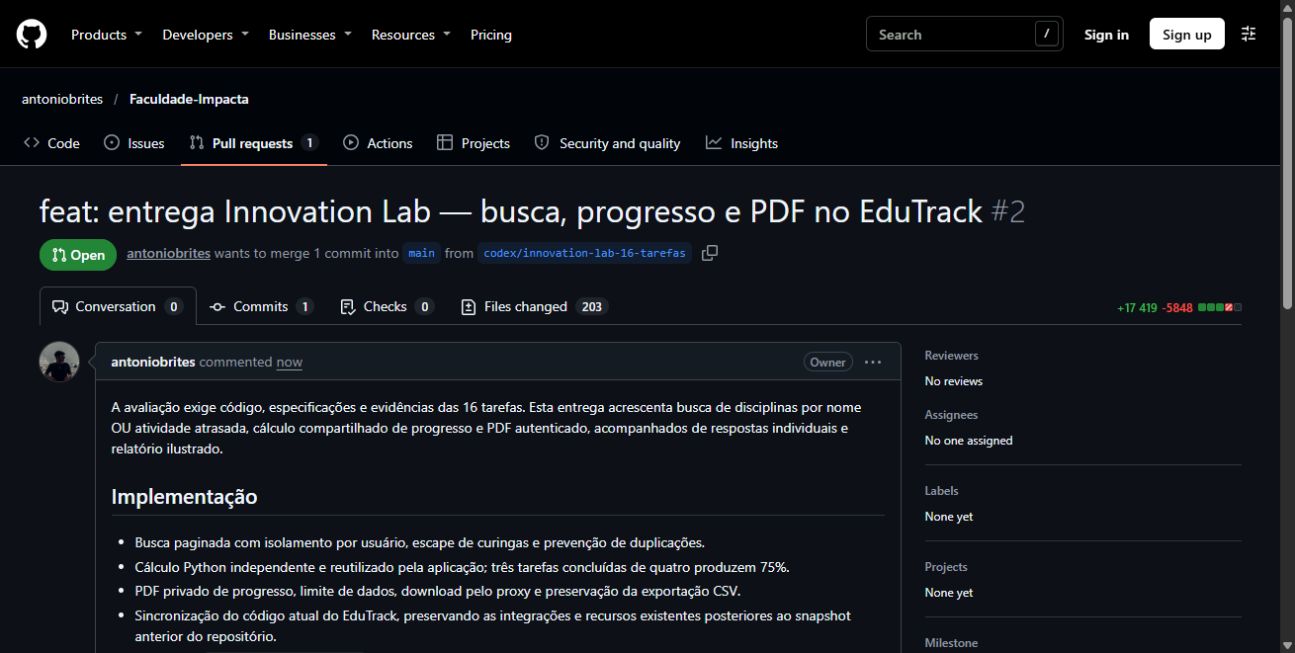 Products Developers Businesses Resources Pricing Search / Sign in Sign up
antoniobrites / Faculdade-Impacta
Code Issues Pull requests 1 Actions Projects Security and quality Insights
feat: entrega Innovation Lab — busca, progresso e PDF no EduTrack #2
Open antoniobrites wants to merge 1 commit into main from codex/innovation-lab-16-tarefas
Conversation 0 Commits 1 Checks 0 Files changed 203 +17 419 -5848
antoniobrites commented now Owner ···
A avaliação exige código, especificações e evidências das 16 tarefas. Esta entrega acrescenta busca de disciplinas por nome
OU atividade atrasada, cálculo compartilhado de progresso e PDF autenticado, acompanhados de respostas individuais e
relatório ilustrado.
Implementação
• Busca paginada com isolamento por usuário, escape de curingas e prevenção de duplicações.
• Cálculo Python independente e reutilizado pela aplicação; três tarefas concluídas de quatro produzem 75%.
• PDF privado de progresso, limite de dados, download pelo proxy e preservação da exportação CSV.
• Sincronização do código atual do EduTrack, preservando as integrações e recursos existentes posteriores ao snapshot
anterior do repositório.
Reviewers
No reviews
Assignees
No one assigned
Labels
None yet
Projects
None yet
Milestone